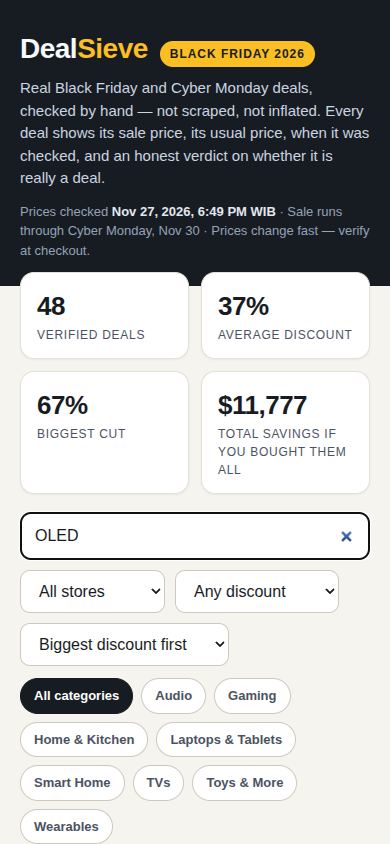 DealSieve BLACK FRIDAY 2026
Real Black Friday and Cyber Monday deals,
checked by hand — not scraped, not inflated. Every
deal shows its sale price, its usual price, when it was
checked, and an honest verdict on whether it is
really a deal.
Prices checked Nov 27, 2026, 6:49 PM WIB · Sale runs
through Cyber Monday, Nov 30 · Prices change fast — verify
at checkout.
48
VERIFIED DEALS
37%
AVERAGE DISCOUNT
67%
BIGGEST CUT
$11,777
TOTAL SAVINGS IF
YOU BOUGHT THEM
ALL
OLED
All stores
Any discount
Biggest discount first
All categories
Audio
Gaming
Home & Kitchen
Laptops & Tablets
Smart Home
TVs
Toys & More
Wearables